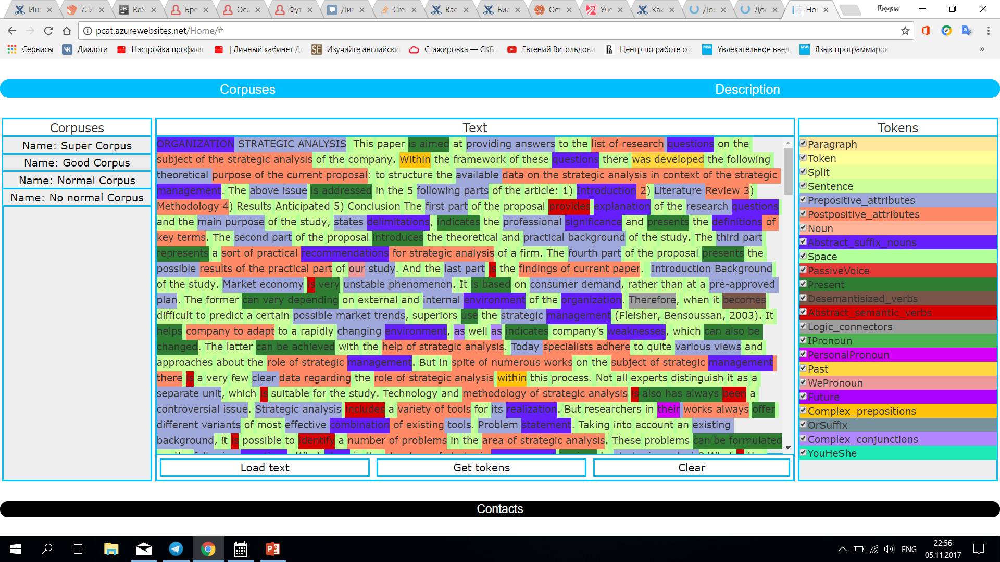 Ин
7. И
ReS
Брс
Осе
Фут
Диа
Crea
Вас
Бил
Ост
Уче
Как
Дос
Дос
Hor
Вадим
pcat.azurewebsites.net/Home/#
Сервисы
Диалоги
Настройка профиля
| Личный кабинет До
Изучайте английски
Стажировка — СКБ
Евгений Витольдови
Центр по работе со
Увлекательное введ
Язык программиров
»
Corpuses
Description
Corpuses
Name: Super Corpus
Name: Good Corpus
Name: Normal Corpus
Name: No normal Corpus
Text
ORGANIZATION STRATEGIC ANALYSIS This paper is aimed at providing answers to the list of research questions on the
subject of the strategic analysis of the company. Within the framework of these questions there was developed the following
theoretical purpose of the current proposal: to structure the available data on the strategic analysis in context of the strategic
management. The above issue is addressed in the 5 following parts of the article: 1) Introduction 2) Literature Review 3)
Methodology 4) Results Anticipated 5) Conclusion The first part of the proposal provides explanation of the research questions
and the main purpose of the study, states delimitations, indicates the professional significance and presents the definitions of
key terms. The second part of the proposal introduces the theoretical and practical background of the study. The third part
represents a sort of practical recommendations for strategic analysis of a firm. The fourth part of the proposal presents the
possible results of the practical part of our study. And the last part is the findings of current paper. Introduction Background
of the study. Market economy is very unstable phenomenon. It is based on consumer demand, rather than at a pre-approved
plan. The former can vary depending on external and internal environment of the organization. Therefore, when it becomes
difficult to predict a certain possible market trends, superiors use the strategic management (Fleisher, Bensoussan, 2003). It
helps company to adapt to a rapidly changing environment, as well as indicates company’s weaknesses, which can also be
changed. The latter can be achieved with the help of strategic analysis. Today specialists adhere to quite various views and
approaches about the role of strategic management. But in spite of numerous works on the subject of strategic management
there is a very few clear data regarding the role of strategic analysis within this process. Not all experts distinguish it as a
separate unit, which is suitable for the study. Technology and methodology of strategic analysis is also has always been a
controversial issue. Strategic analysis includes a variety of tools for its realization. But researchers in their works always offer
different variants of most effective combination of existing tools. Problem statement. Taking into account an existing
background, it is possible to identify a number of problems in the area of strategic analysis. These problems can be formulated
Load text
Get tokens
Clear
Tokens
Paragraph
Token
Split
Sentence
Prepositive_attributes
Postpositive_attributes
Noun
Abstract_suffix_nouns
Space
PassiveVoice
Present
Desemantisized_verbs
Abstract_semantic_verbs
Logic_connectors
IPronoun
PersonalPronoun
Past
WePronoun
Future
Complex_prepositions
OrSuffix
Complex_conjunctions
YouHeShe
Contacts
ENG
22:56
05.11.2017